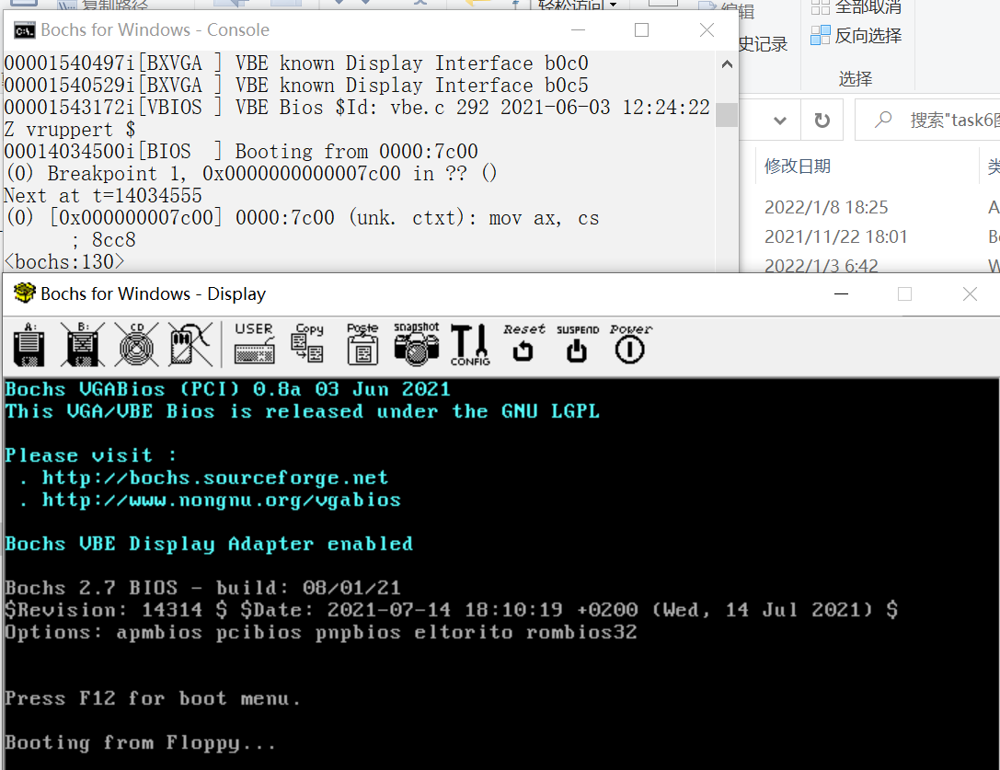 复制路径
轻松访问
编辑
全部取消
反向选择
史记录
选择
搜索"task6
修改日期
2022/1/8 18:25
2021/11/22 18:01
2022/1/3 6:42
Bochs for Windows - Console
00001540497i[BXVGA ] VBE known Display Interface b0c0
00001540529i[BXVGA ] VBE known Display Interface b0c5
00001543172i[VBIOS ] VBE Bios $Id: vbe.c 292 2021-06-03 12:24:22
Z vruppert $
00014034500i[BIOS  ] Booting from 0000:7c00
(0) Breakpoint 1, 0x0000000000007c00 in ?? ()
Next at t=14034555
(0) [0x000000007c00] 0000:7c00 (unk. ctxt): mov ax, cs
; 8cc8
<bochs:130>
Bochs for Windows - Display
A:
B:
CD
USER
Copy
Paste
snapshot
CONFIG
Reset
SUSPEND
Power
Bochs VGABios (PCI) 0.8a 03 Jun 2021
This VGA/VBE Bios is released under the GNU LGPL
Please visit :
. http://bochs.sourceforge.net
. http://www.nongnu.org/vgabios
Bochs VBE Display Adapter enabled
Bochs 2.7 BIOS - build: 08/01/21
$Revision: 14314 $ $Date: 2021-07-14 18:10:19 +0200 (Wed, 14 Jul 2021) $
Options: apmbios pcibios pnpbios eltorito rombios32
Press F12 for boot menu.
Booting from Floppy...